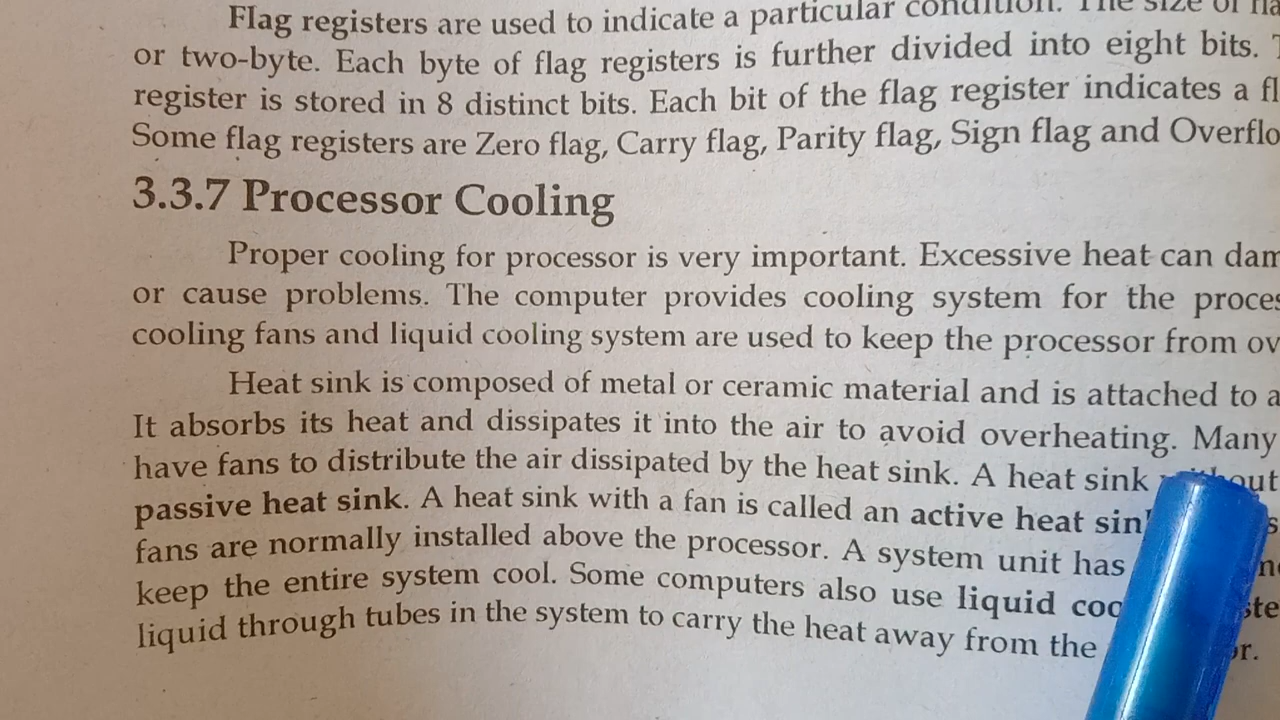 Flag registers are used to indicate a particular condition. The size of
or two-byte. Each byte of flag registers is further divided into eight bits.
register is stored in 8 distinct bits. Each bit of the flag register indicates a
Some flag registers are Zero flag, Carry flag, Parity flag, Sign flag and
3.3.7 Processor Cooling
Proper cooling for processor is very important. Excessive heat can
or cause problems. The computer provides cooling system for the
cooling fans and liquid cooling system are used to keep the processor from
Heat sink is composed of metal or ceramic material and is attached to
It absorbs its heat and dissipates it into the air to avoid overheating. Many
have fans to distribute the air dissipated by the heat sink. A heat sink
passive heat sink. A heat sink with a fan is called an active heat
fans are normally installed above the processor. A system unit has
keep the entire system cool. Some computers also use liquid
liquid through tubes in the system to carry the heat away from the